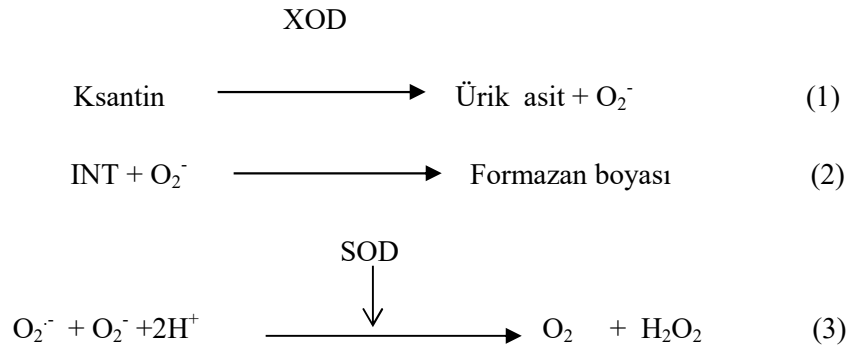 XOD
Ksantin Ürik asit + O₂⁻ (1)
INT + O₂⁻ Formazan boyası (2)
SOD
O₂·⁻ + O₂⁻ +2H⁺ O₂ + H₂O₂ (3)